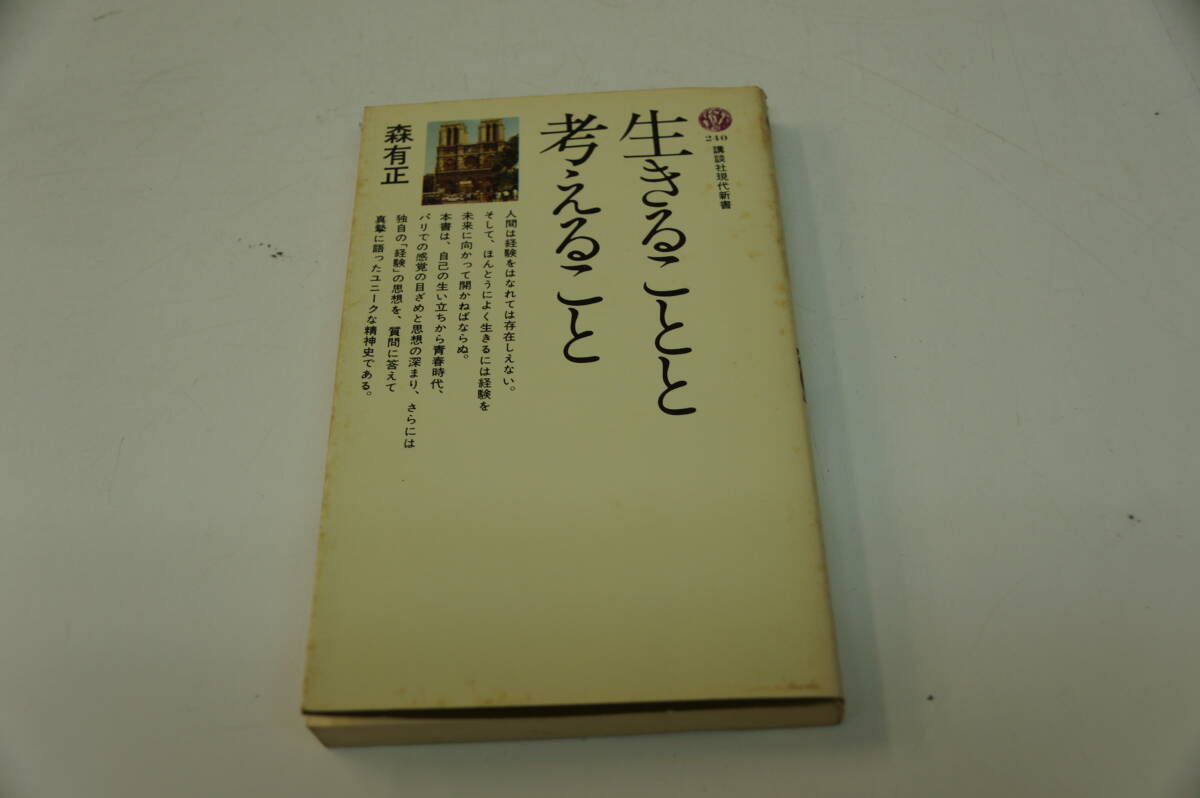 240
講談社現代新書
生きることと
考えること
森有正
人間は経験をはなれては存在しえない。
そして、ほんとうによく生きるには経験を
未来に向かって開かねばならぬ。
本書は、自己の生い立ちから青春時代、
パリでの感覚の目ざめと思想の深まり、さらには
独自の「経験」の思想を、質問に答えて
真摯に語ったユニークな精神史である。